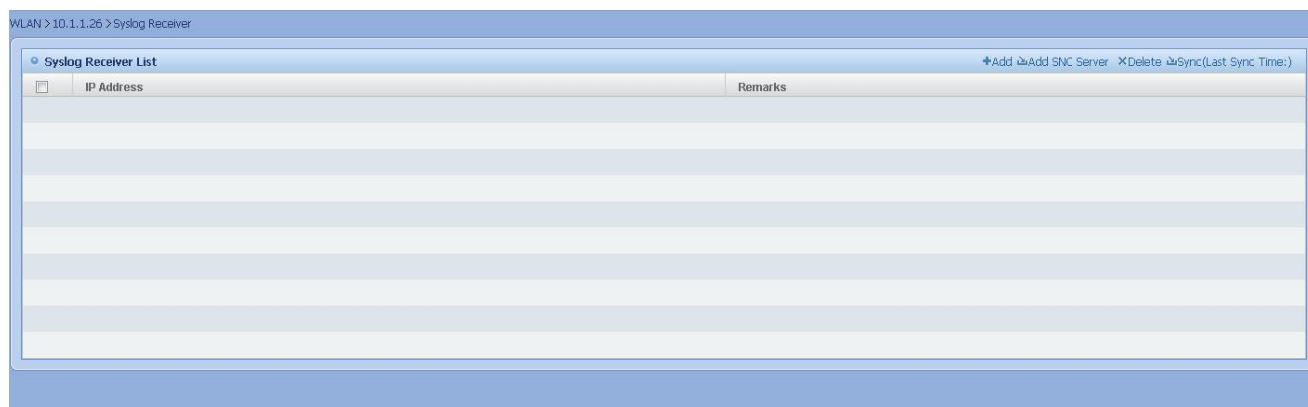 WLAN > 10.1.1.26 > Syslog Receiver
Syslog Receiver List
Add Add SNC Server Delete Sync(Last Sync Time:)
IP Address Remarks